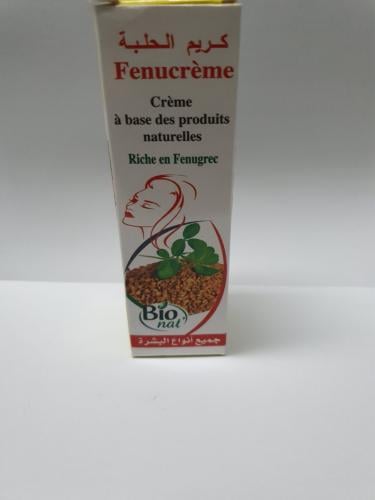 كريم الحلبة
Fenucrème
Crème
à base des produits
naturelles
Riche en Fenugrec
Bio
nat'
جميع أنواع البشرة